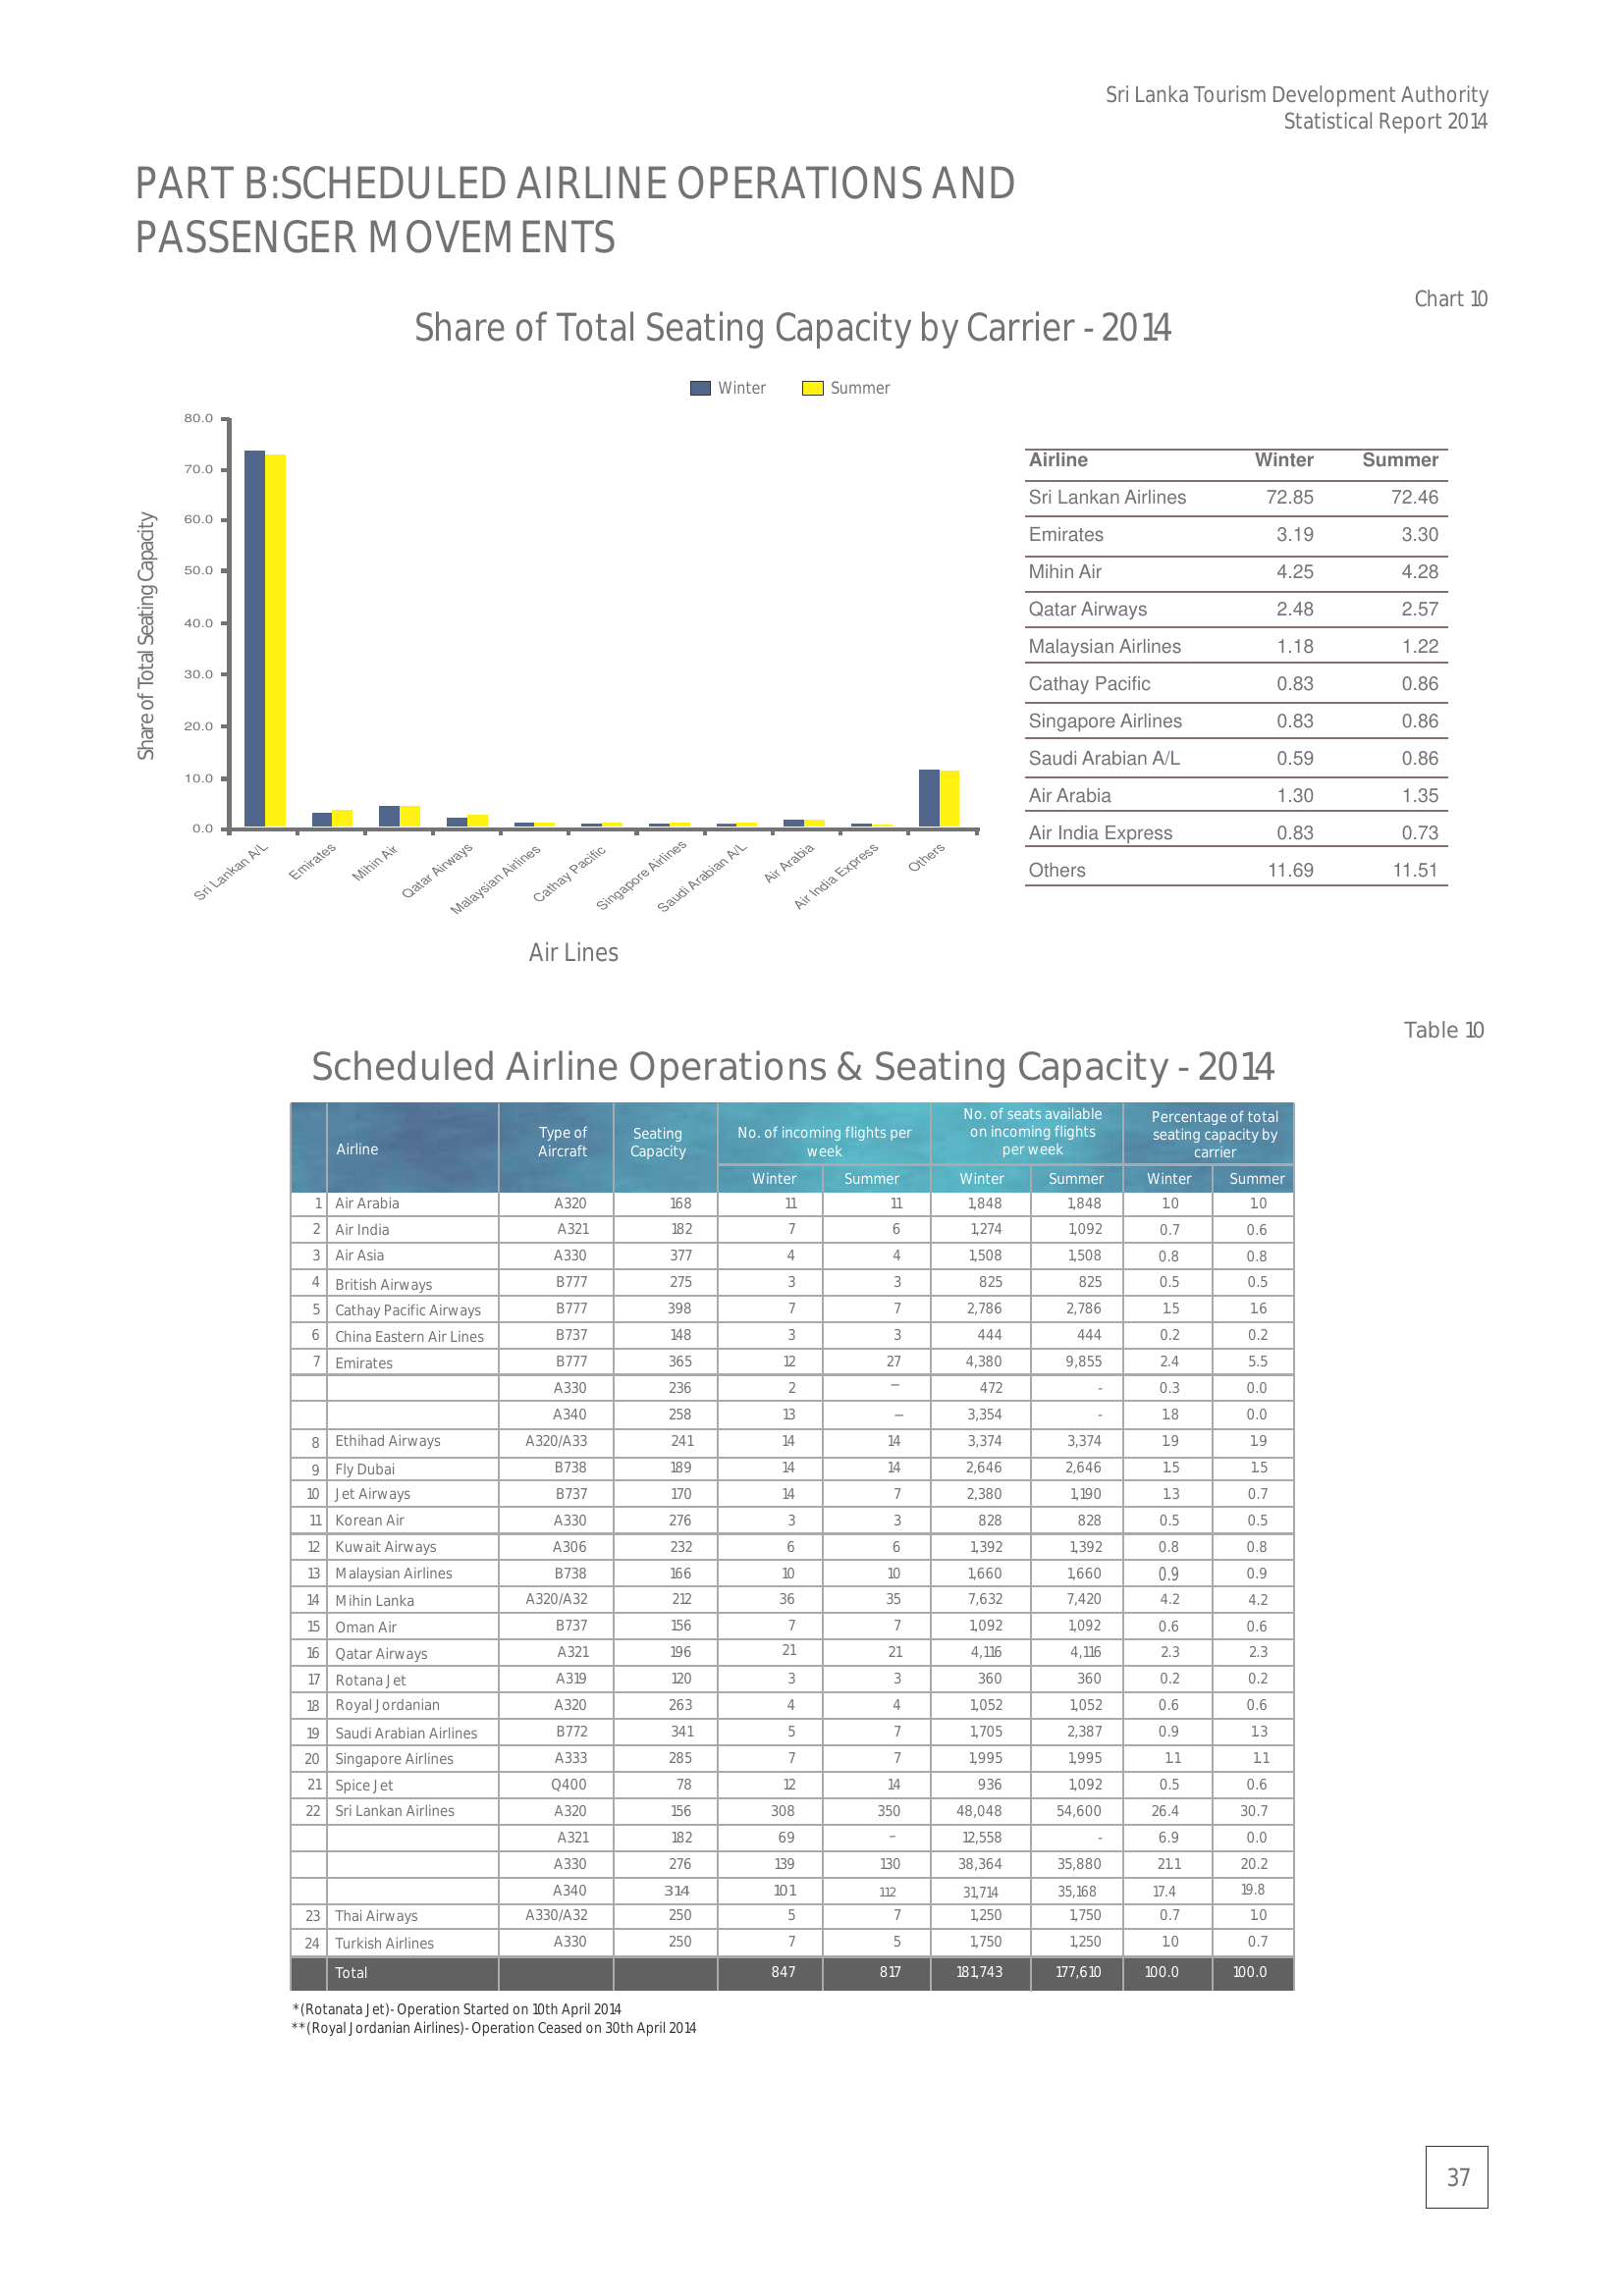 Sri Lanka Tourism Development Authority
Statistical Report 2014
PART B:SCHEDULED AIRLINE OPERATIONS AND
PASSENGER MOVEMENTS
Chart 10
Share of Total Seating Capacity by Carrier - 2014
Winter Summer
Share of Total Seating Capacity
80.0
70.0
60.0
50.0
40.0
30.0
20.0
10.0
0.0
Sri Lankan A/L
Emirates
Mihin Air
Qatar Airways
Malaysian Airlines
Cathay Pacific
Singapore Airlines
Saudi Arabian A/L
Air Arabia
Air India Express
Others
Air Lines
Airline Winter Summer
Sri Lankan Airlines 72.85 72.46
Emirates 3.19 3.30
Mihin Air 4.25 4.28
Qatar Airways 2.48 2.57
Malaysian Airlines 1.18 1.22
Cathay Pacific 0.83 0.86
Singapore Airlines 0.83 0.86
Saudi Arabian A/L 0.59 0.86
Air Arabia 1.30 1.35
Air India Express 0.83 0.73
Others 11.69 11.51
Table 10
Scheduled Airline Operations & Seating Capacity - 2014
Airline
Type of
Aircraft
Seating
Capacity
No. of incoming flights per
week
No. of seats available
on incoming flights
per week
Percentage of total
seating capacity by
carrier
Winter Summer Winter Summer Winter Summer
1 Air Arabia A320 168 11 11 1,848 1,848 1.0 1.0
2 Air India A321 182 7 6 1,274 1,092 0.7 0.6
3 Air Asia A330 377 4 4 1,508 1,508 0.8 0.8
4 British Airways B777 275 3 3 825 825 0.5 0.5
5 Cathay Pacific Airways B777 398 7 7 2,786 2,786 1.5 1.6
6 China Eastern Air Lines B737 148 3 3 444 444 0.2 0.2
7 Emirates B777 365 12 27 4,380 9,855 2.4 5.5
A330 236 2 – 472 - 0.3 0.0
A340 258 13 – 3,354 - 1.8 0.0
8 Ethihad Airways A320/A33 241 14 14 3,374 3,374 1.9 1.9
9 Fly Dubai B738 189 14 14 2,646 2,646 1.5 1.5
10 Jet Airways B737 170 14 7 2,380 1,190 1.3 0.7
11 Korean Air A330 276 3 3 828 828 0.5 0.5
12 Kuwait Airways A306 232 6 6 1,392 1,392 0.8 0.8
13 Malaysian Airlines B738 166 10 10 1,660 1,660 0.9 0.9
14 Mihin Lanka A320/A32 212 36 35 7,632 7,420 4.2 4.2
15 Oman Air B737 156 7 7 1,092 1,092 0.6 0.6
16 Qatar Airways A321 196 21 21 4,116 4,116 2.3 2.3
17 Rotana Jet A319 120 3 3 360 360 0.2 0.2
18 Royal Jordanian A320 263 4 4 1,052 1,052 0.6 0.6
19 Saudi Arabian Airlines B772 341 5 7 1,705 2,387 0.9 1.3
20 Singapore Airlines A333 285 7 7 1,995 1,995 1.1 1.1
21 Spice Jet Q400 78 12 14 936 1,092 0.5 0.6
22 Sri Lankan Airlines A320 156 308 350 48,048 54,600 26.4 30.7
A321 182 69 – 12,558 - 6.9 0.0
A330 276 139 130 38,364 35,880 21.1 20.2
A340 314 101 112 31,714 35,168 17.4 19.8
23 Thai Airways A330/A32 250 5 7 1,250 1,750 0.7 1.0
24 Turkish Airlines A330 250 7 5 1,750 1,250 1.0 0.7
Total 847 817 181,743 177,610 100.0 100.0
*(Rotanata Jet)- Operation Started on 10th April 2014
**(Royal Jordanian Airlines)- Operation Ceased on 30th April 2014
37